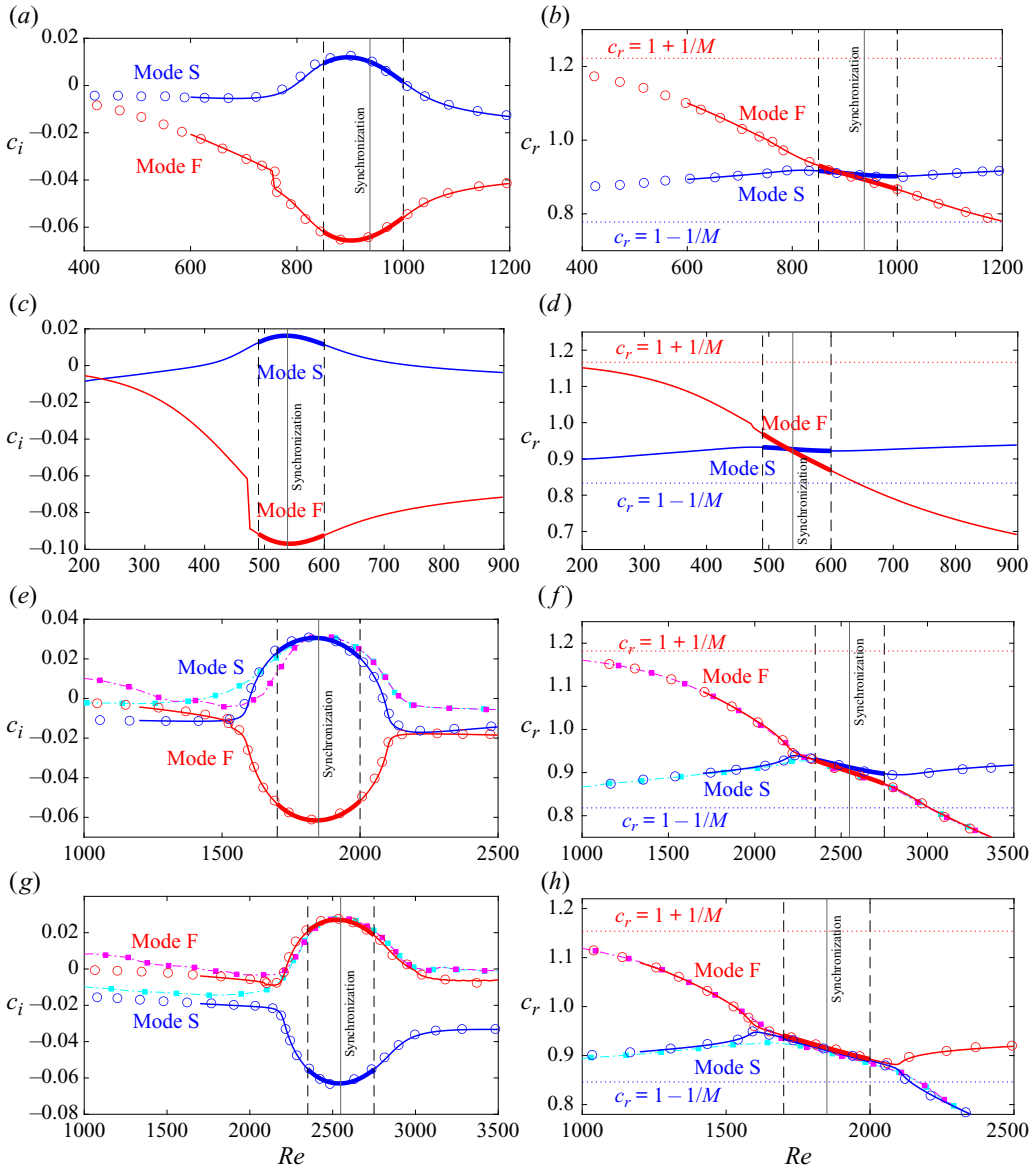 (a)
0.02
0
−0.02
−0.04
−0.06
c_i
Mode S
Mode F
Synchronization
400 600 800 1000 1200
(b)
1.2
1.0
0.8
c_r
c_r = 1 + 1/M
Mode F
Mode S
c_r = 1 − 1/M
Synchronization
400 600 800 1000 1200
(c)
0.02
0
−0.02
−0.04
−0.06
−0.08
−0.10
c_i
Mode S
Mode F
Synchronization
200 300 400 500 600 700 800 900
(d)
1.2
1.1
1.0
0.9
0.8
0.7
c_r
c_r = 1 + 1/M
Mode F
Mode S
c_r = 1 − 1/M
Synchronization
200 300 400 500 600 700 800 900
(e)
0.04
0.02
0
−0.02
−0.04
−0.06
c_i
Mode S
Mode F
Synchronization
1000 1500 2000 2500
(f)
1.2
1.1
1.0
0.9
0.8
c_r
c_r = 1 + 1/M
Mode F
Mode S
c_r = 1 − 1/M
Synchronization
1000 1500 2000 2500 3000 3500
(g)
0.02
0
−0.02
−0.04
−0.06
0.08
c_i
Mode F
Mode S
Synchronization
1000 1500 2000 2500 3000 3500
Re
(h)
1.2
1.1
1.0
0.9
0.8
c_r
c_r = 1 + 1/M
Mode F
Mode S
c_r = 1 − 1/M
Synchronization
1000 1500 2000 2500
Re